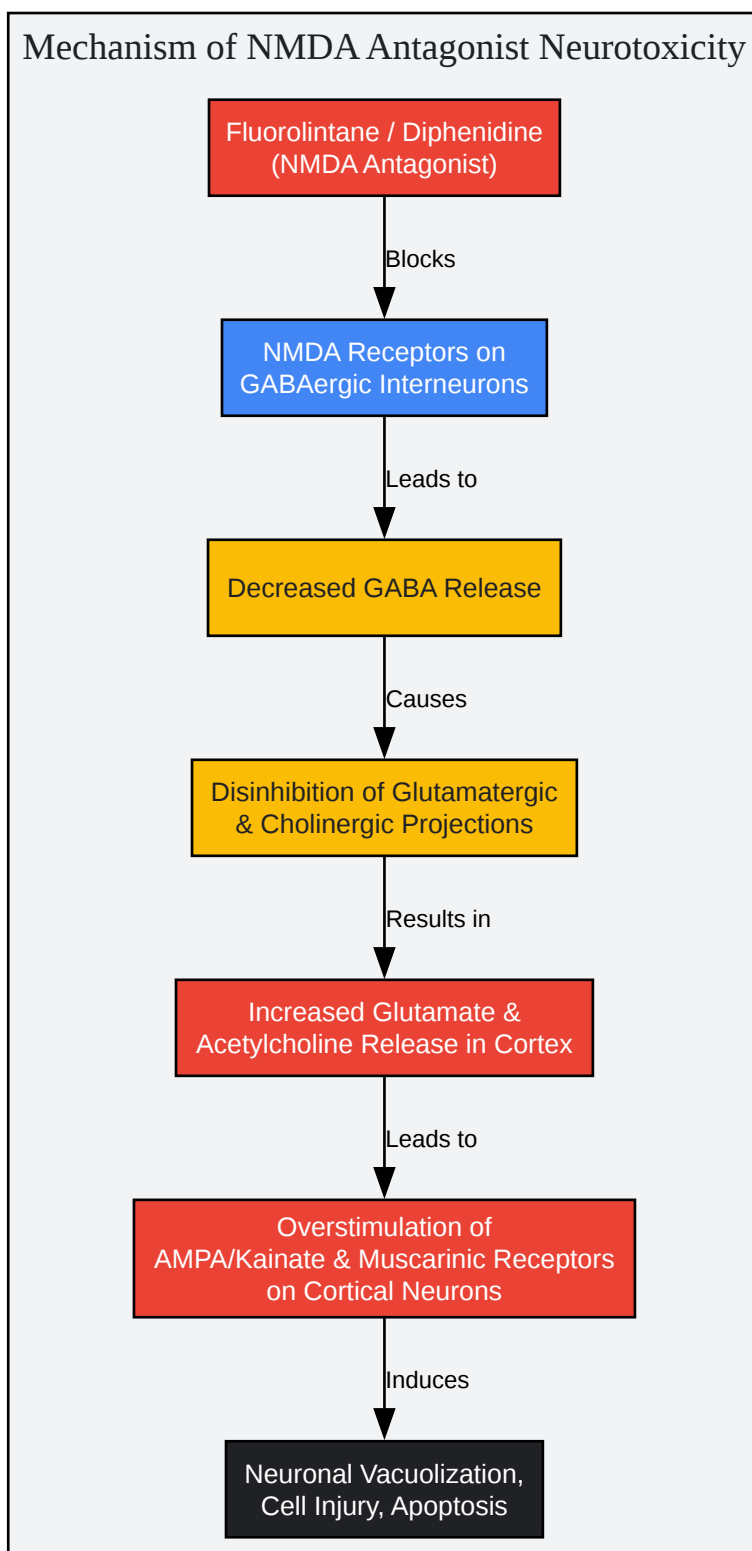 Mechanism of NMDA Antagonist Neurotoxicity
Fluorolintane / Diphenidine
(NMDA Antagonist)
Blocks
NMDA Receptors on
GABAergic Interneurons
Leads to
Decreased GABA Release
Causes
Disinhibition of Glutamatergic
& Cholinergic Projections
Results in
Increased Glutamate &
Acetylcholine Release in Cortex
Leads to
Overstimulation of
AMPA/Kainate & Muscarinic Receptors
on Cortical Neurons
Induces
Neuronal Vacuolization,
Cell Injury, Apoptosis